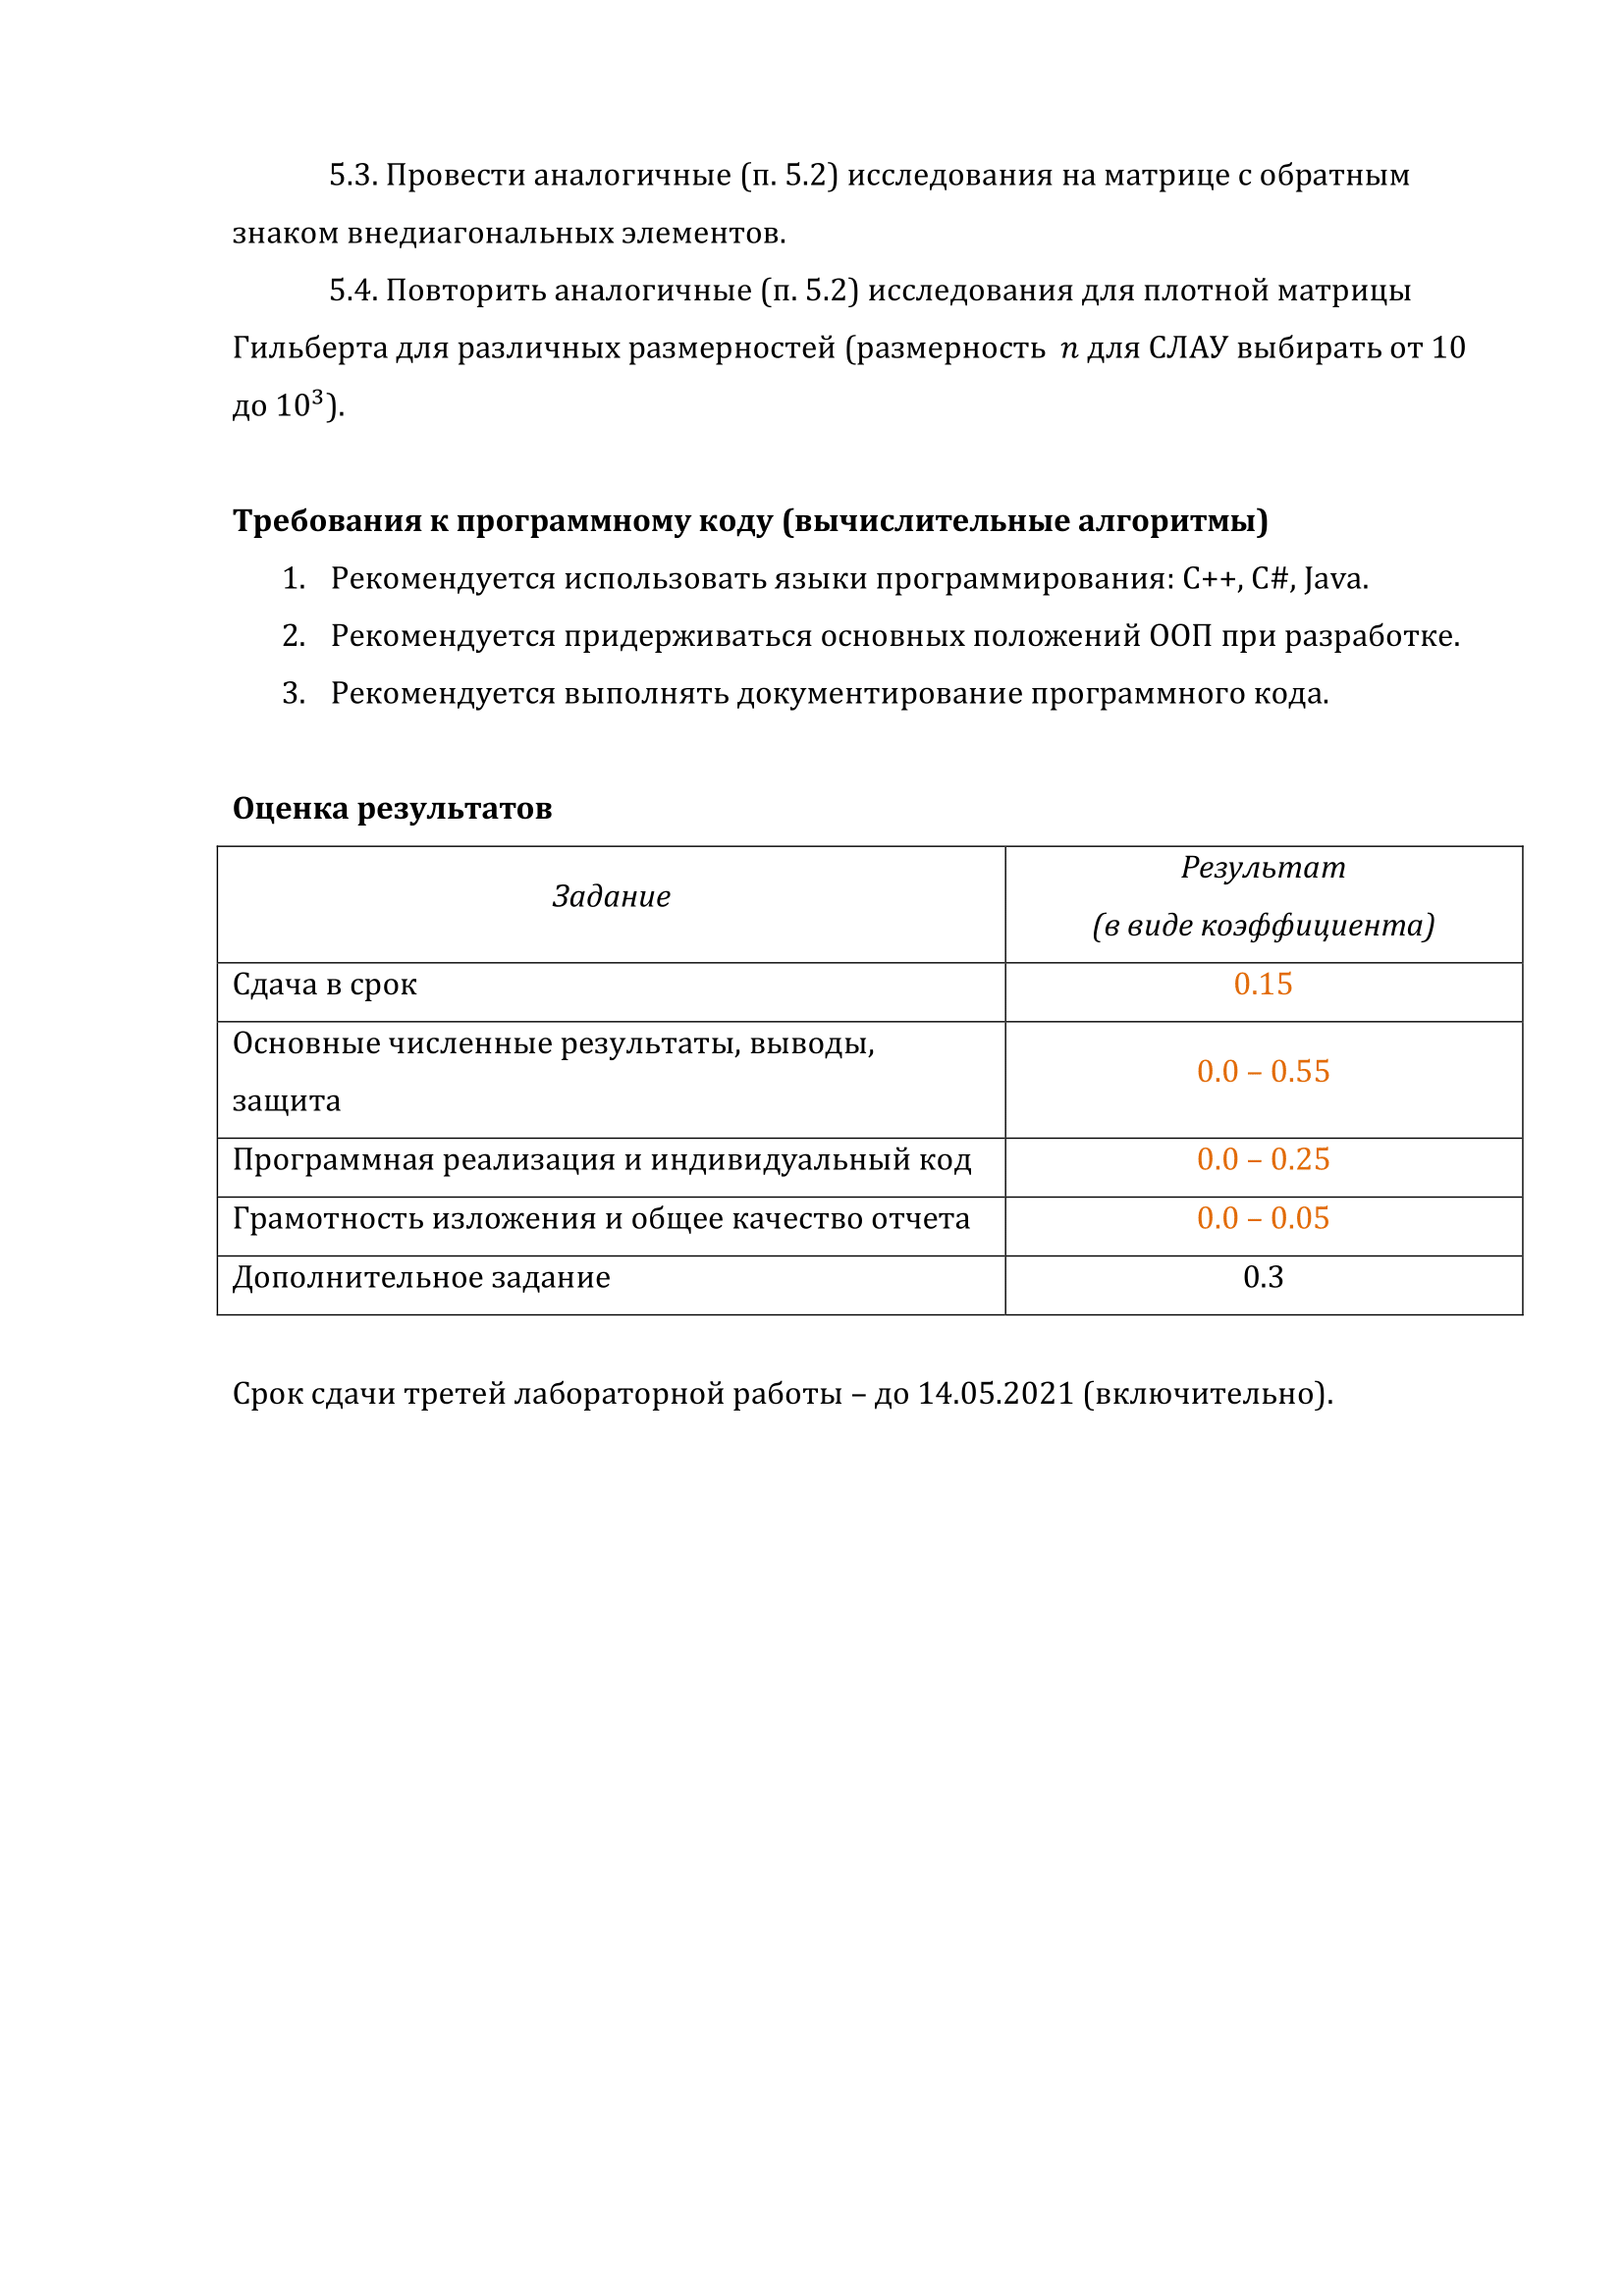 5.3. Провести аналогичные (п. 5.2) исследования на матрице с обратным
знаком внедиагональных элементов.
5.4. Повторить аналогичные (п. 5.2) исследования для плотной матрицы
Гильберта для различных размерностей (размерность n для СЛАУ выбирать от 10
до 10³).
Требования к программному коду (вычислительные алгоритмы)
1. Рекомендуется использовать языки программирования: C++, C#, Java.
2. Рекомендуется придерживаться основных положений ООП при разработке.
3. Рекомендуется выполнять документирование программного кода.
Оценка результатов
Задание
Результат
(в виде коэффициента)
Сдача в срок
0.15
Основные численные результаты, выводы,
защита
0.0 – 0.55
Программная реализация и индивидуальный код
0.0 – 0.25
Грамотность изложения и общее качество отчета
0.0 – 0.05
Дополнительное задание
0.3
Срок сдачи третей лабораторной работы – до 14.05.2021 (включительно).